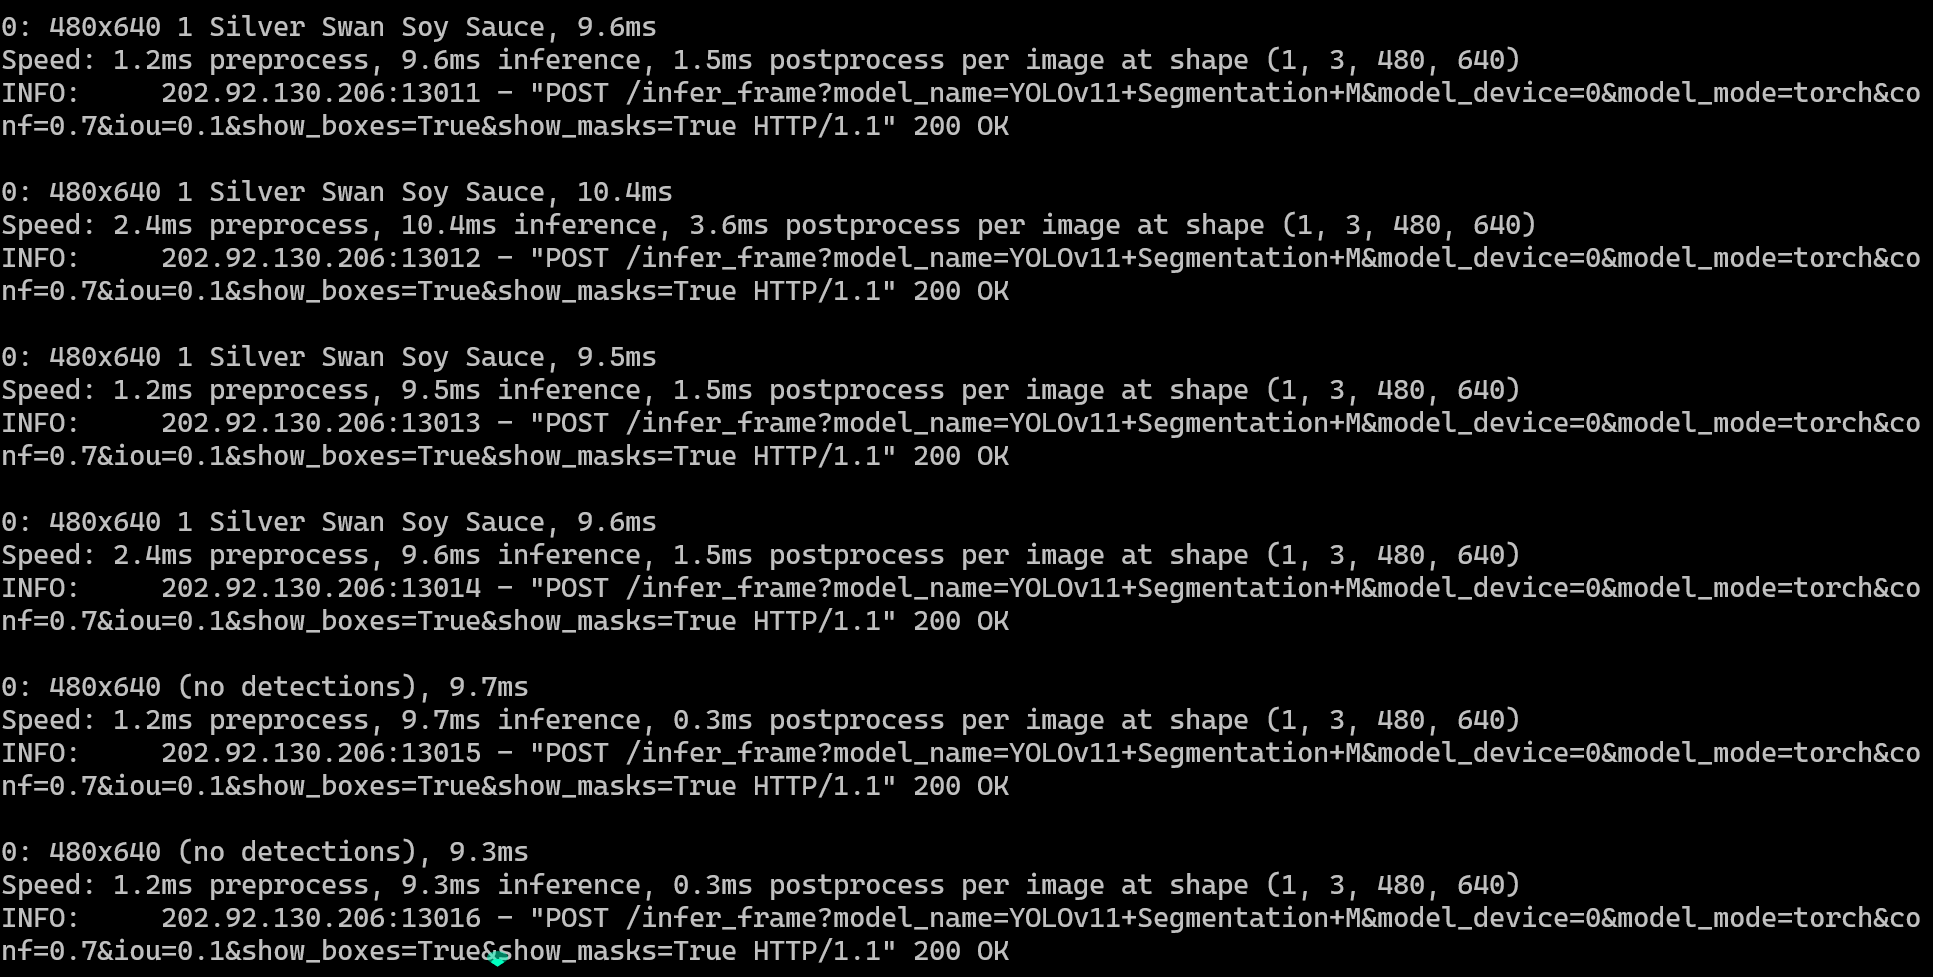 0: 480x640 1 Silver Swan Soy Sauce, 9.6ms
Speed: 1.2ms preprocess, 9.6ms inference, 1.5ms postprocess per image at shape (1, 3, 480, 640)
INFO:     202.92.130.206:13011 - "POST /infer_frame?model_name=YOLOv11+Segmentation+M&model_device=0&model_mode=torch&co
nf=0.7&iou=0.1&show_boxes=True&show_masks=True HTTP/1.1" 200 OK

0: 480x640 1 Silver Swan Soy Sauce, 10.4ms
Speed: 2.4ms preprocess, 10.4ms inference, 3.6ms postprocess per image at shape (1, 3, 480, 640)
INFO:     202.92.130.206:13012 - "POST /infer_frame?model_name=YOLOv11+Segmentation+M&model_device=0&model_mode=torch&co
nf=0.7&iou=0.1&show_boxes=True&show_masks=True HTTP/1.1" 200 OK

0: 480x640 1 Silver Swan Soy Sauce, 9.5ms
Speed: 1.2ms preprocess, 9.5ms inference, 1.5ms postprocess per image at shape (1, 3, 480, 640)
INFO:     202.92.130.206:13013 - "POST /infer_frame?model_name=YOLOv11+Segmentation+M&model_device=0&model_mode=torch&co
nf=0.7&iou=0.1&show_boxes=True&show_masks=True HTTP/1.1" 200 OK

0: 480x640 1 Silver Swan Soy Sauce, 9.6ms
Speed: 2.4ms preprocess, 9.6ms inference, 1.5ms postprocess per image at shape (1, 3, 480, 640)
INFO:     202.92.130.206:13014 - "POST /infer_frame?model_name=YOLOv11+Segmentation+M&model_device=0&model_mode=torch&co
nf=0.7&iou=0.1&show_boxes=True&show_masks=True HTTP/1.1" 200 OK

0: 480x640 (no detections), 9.7ms
Speed: 1.2ms preprocess, 9.7ms inference, 0.3ms postprocess per image at shape (1, 3, 480, 640)
INFO:     202.92.130.206:13015 - "POST /infer_frame?model_name=YOLOv11+Segmentation+M&model_device=0&model_mode=torch&co
nf=0.7&iou=0.1&show_boxes=True&show_masks=True HTTP/1.1" 200 OK

0: 480x640 (no detections), 9.3ms
Speed: 1.2ms preprocess, 9.3ms inference, 0.3ms postprocess per image at shape (1, 3, 480, 640)
INFO:     202.92.130.206:13016 - "POST /infer_frame?model_name=YOLOv11+Segmentation+M&model_device=0&model_mode=torch&co
nf=0.7&iou=0.1&show_boxes=True&show_masks=True HTTP/1.1" 200 OK